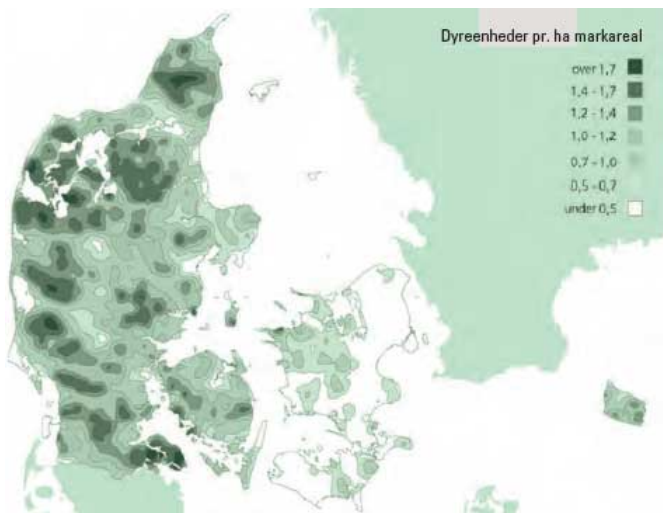 Dyreenheder pr. ha markareal
over 1,7
1,4 - 1,7
1,2 - 1,4
1,0 - 1,2
0,7 - 1,0
0,5 - 0,7
under 0,5